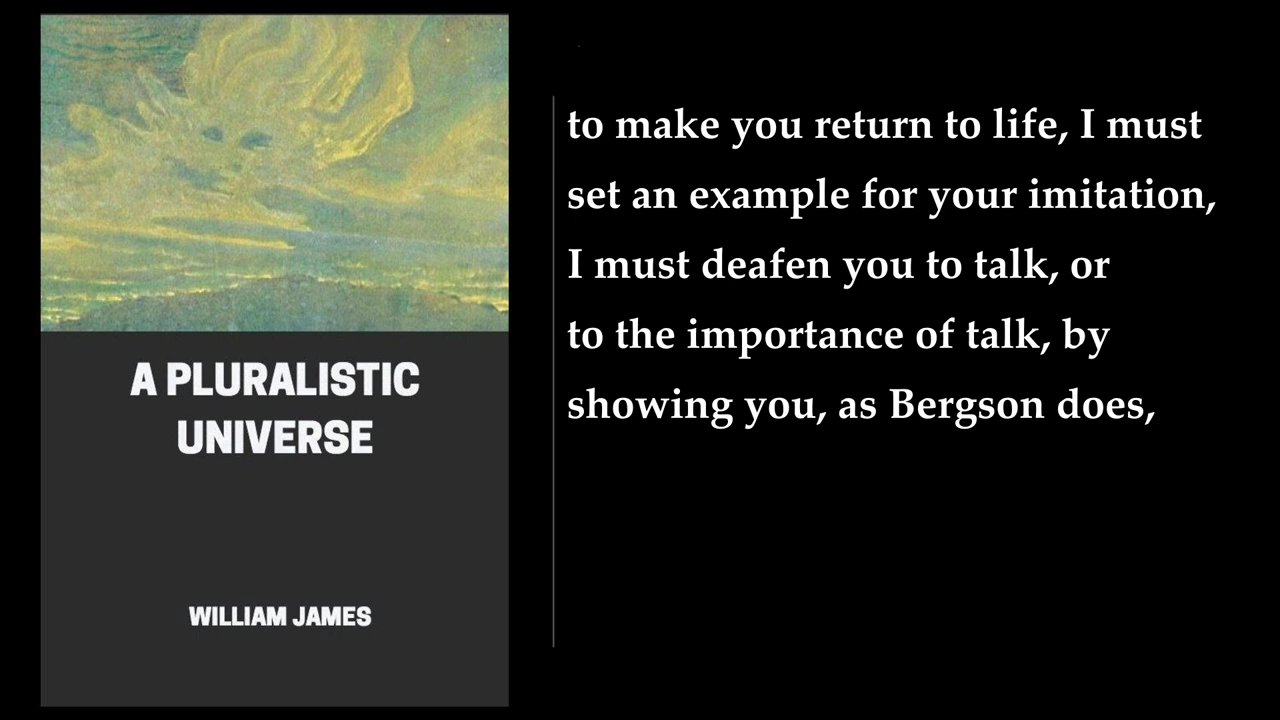 A PLURALISTIC
UNIVERSE
WILLIAM JAMES
to make you return to life, I must
set an example for your imitation,
I must deafen you to talk, or
to the importance of talk, by
showing you, as Bergson does,